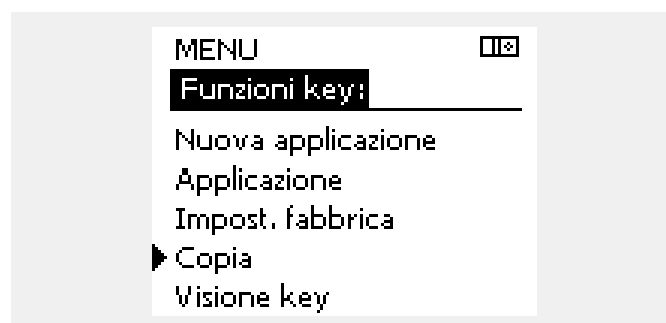 MENU
Funzioni key:
Nuova applicazione
Applicazione
Impost. fabbrica
Copia
Visione key